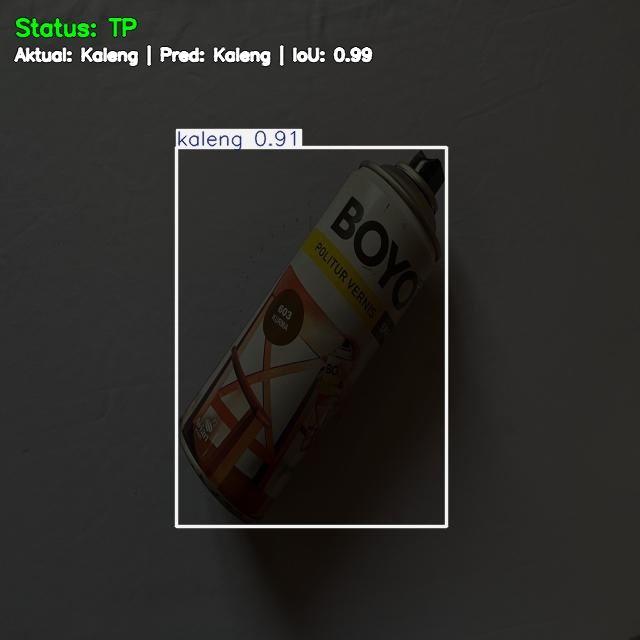 Status: TP
Aktual: Kaleng | Pred: Kaleng | IoU: 0.99
kaleng 0.91
BOYO
POLITUR VERNIS
603